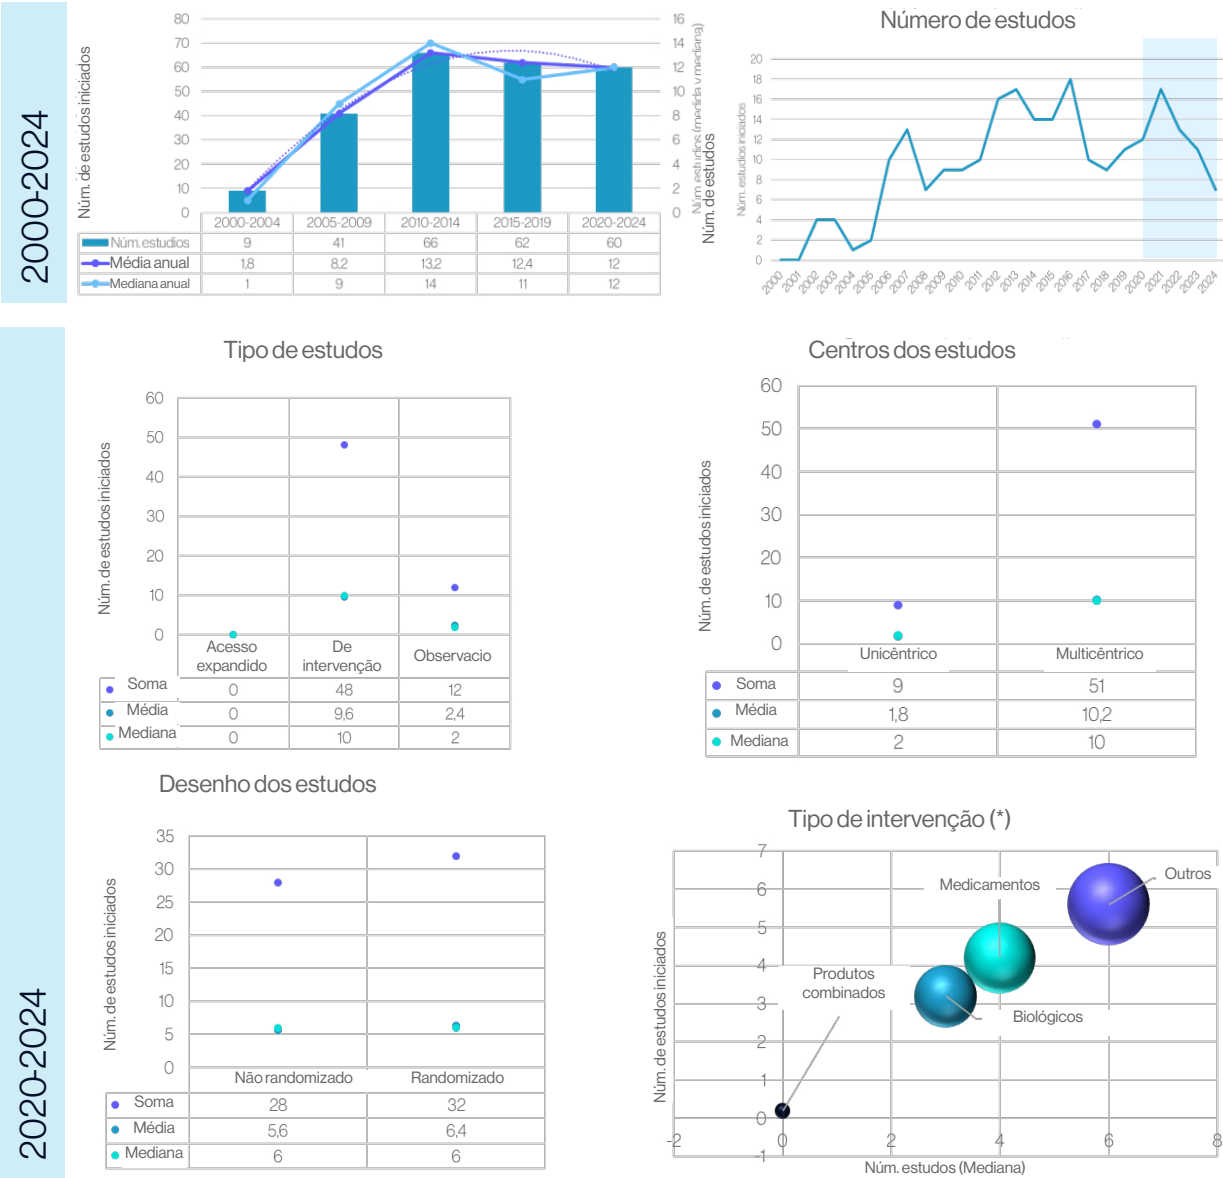 2000-2024
Núm. de estudos iniciados
80
70
60
50
40
30
20
10
0
16
14
12
10
8
6
4
2
0
Núm. estudios (medida y mediana)
Núm. de estudos
2000-2004 2005-2009 2010-2014 2015-2019 2020-2024
Núm. estudios 9 41 66 62 60
Média anual 1,8 8,2 13,2 12,4 12
Mediana anual 1 9 14 11 12
Número de estudos
Núm. estudios iniciados
20
18
16
14
12
10
8
6
4
2
0
2000 2001 2002 2003 2004 2005 2006 2007 2008 2009 2010 2011 2012 2013 2014 2015 2016 2017 2018 2019 2020 2021 2022 2023 2024
2020-2024
Tipo de estudos
Núm. de estudos iniciados
60
50
40
30
20
10
0
Acesso De Observacio
expandido intervenção
Soma 0 48 12
Média 0 9,6 2,4
Mediana 0 10 2
Centros dos estudos
Núm. de estudos iniciados
60
50
40
30
20
10
0
Unicêntrico Multicêntrico
Soma 9 51
Média 1,8 10,2
Mediana 2 10
Desenho dos estudos
Núm. de estudos iniciados
35
30
25
20
15
10
5
0
Não randomizado Randomizado
Soma 28 32
Média 5,6 6,4
Mediana 6 6
Tipo de intervenção (*)
Núm. de estudos iniciados
7
6
5
4
3
2
1
0
-1
Outros
Medicamentos
Produtos
combinados
Biológicos
-2 0 2 4 6 8
Núm. estudos (Mediana)